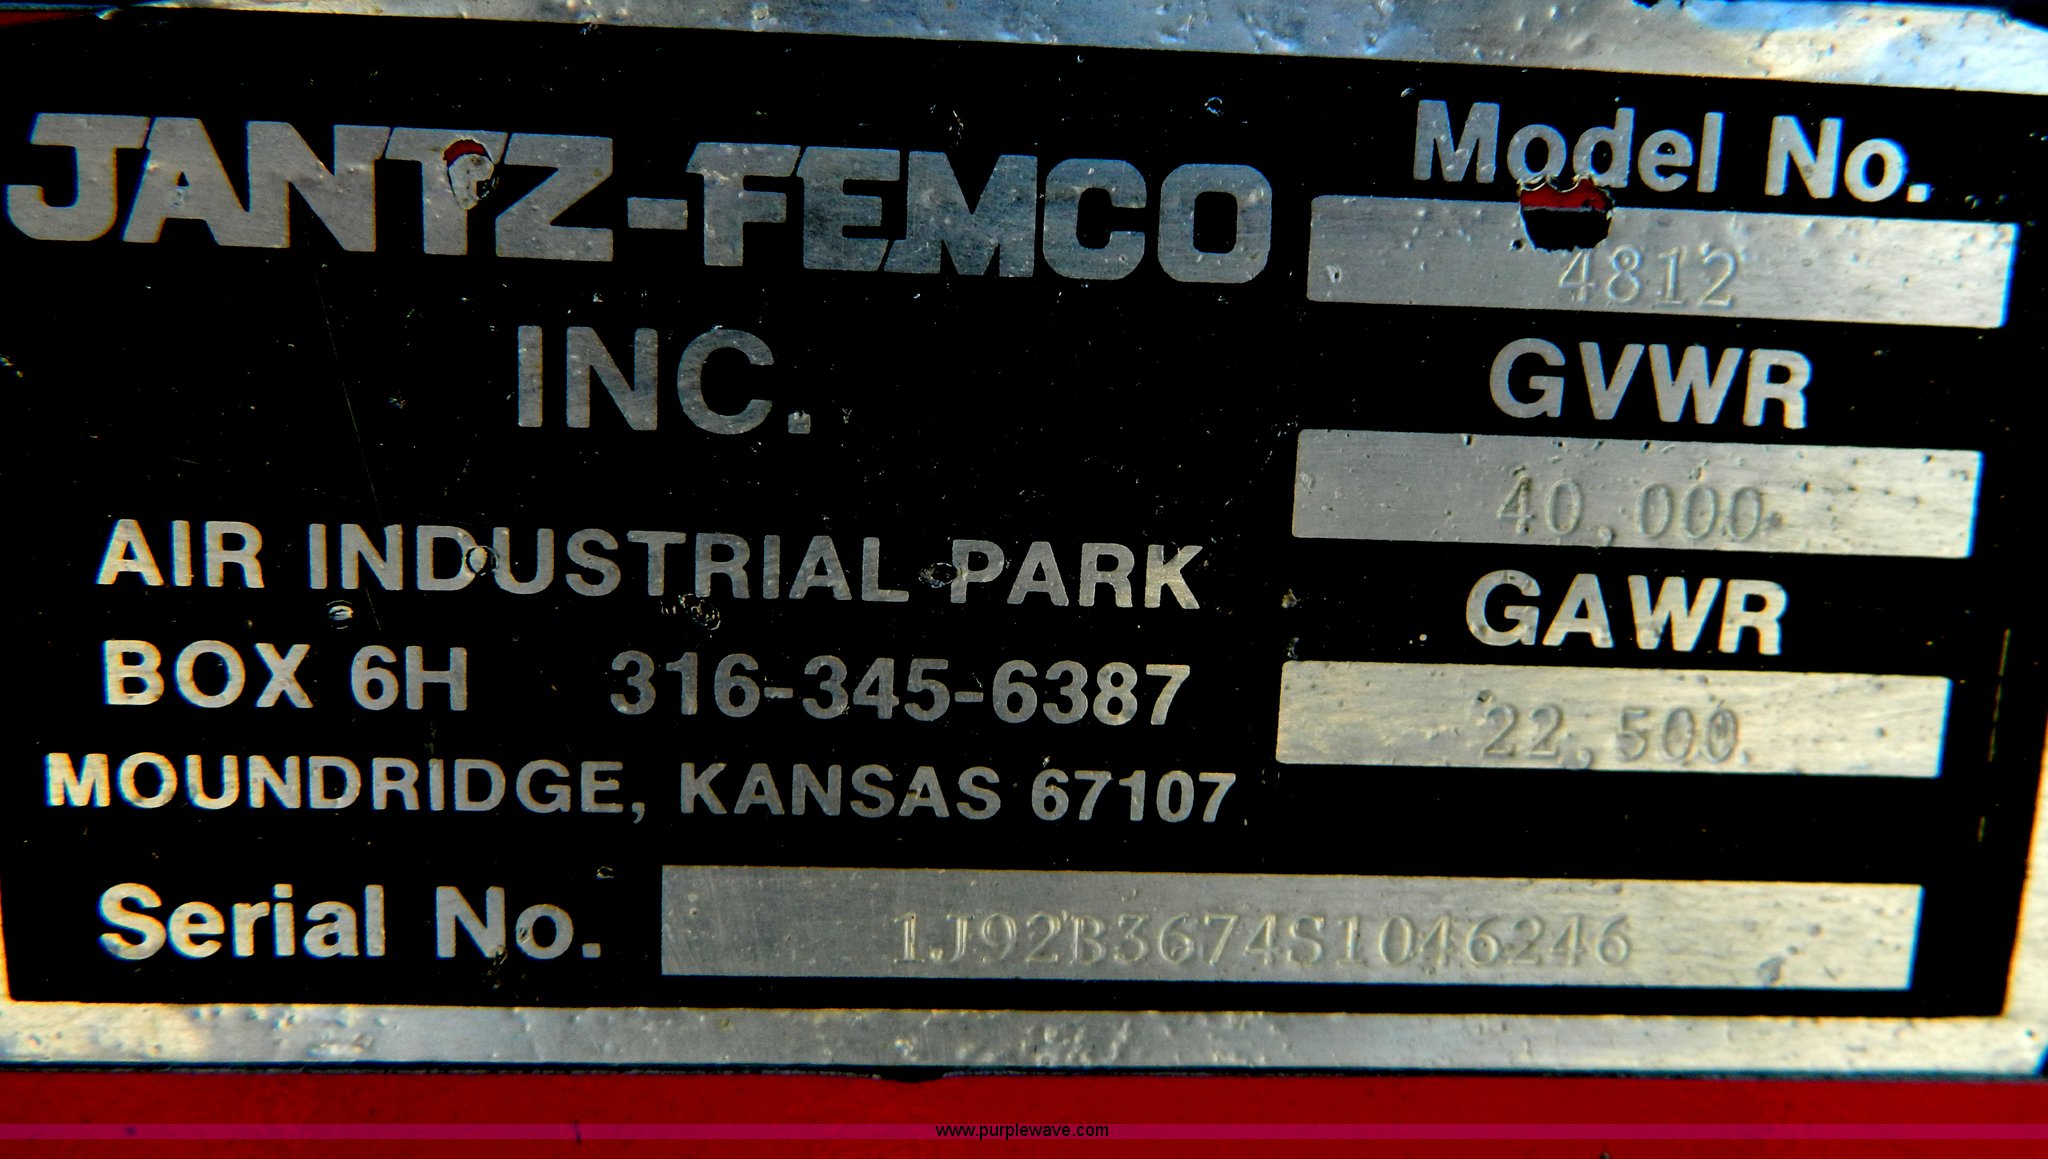 JANTZ-FEMCO
INC.
AIR INDUSTRIAL PARK
BOX 6H 316-345-6387
MOUNDRIDGE, KANSAS 67107
Model No.
4812
GVWR
40,000
GAWR
22,500
Serial No. 1J92B3674S1046246
www.purplewave.com